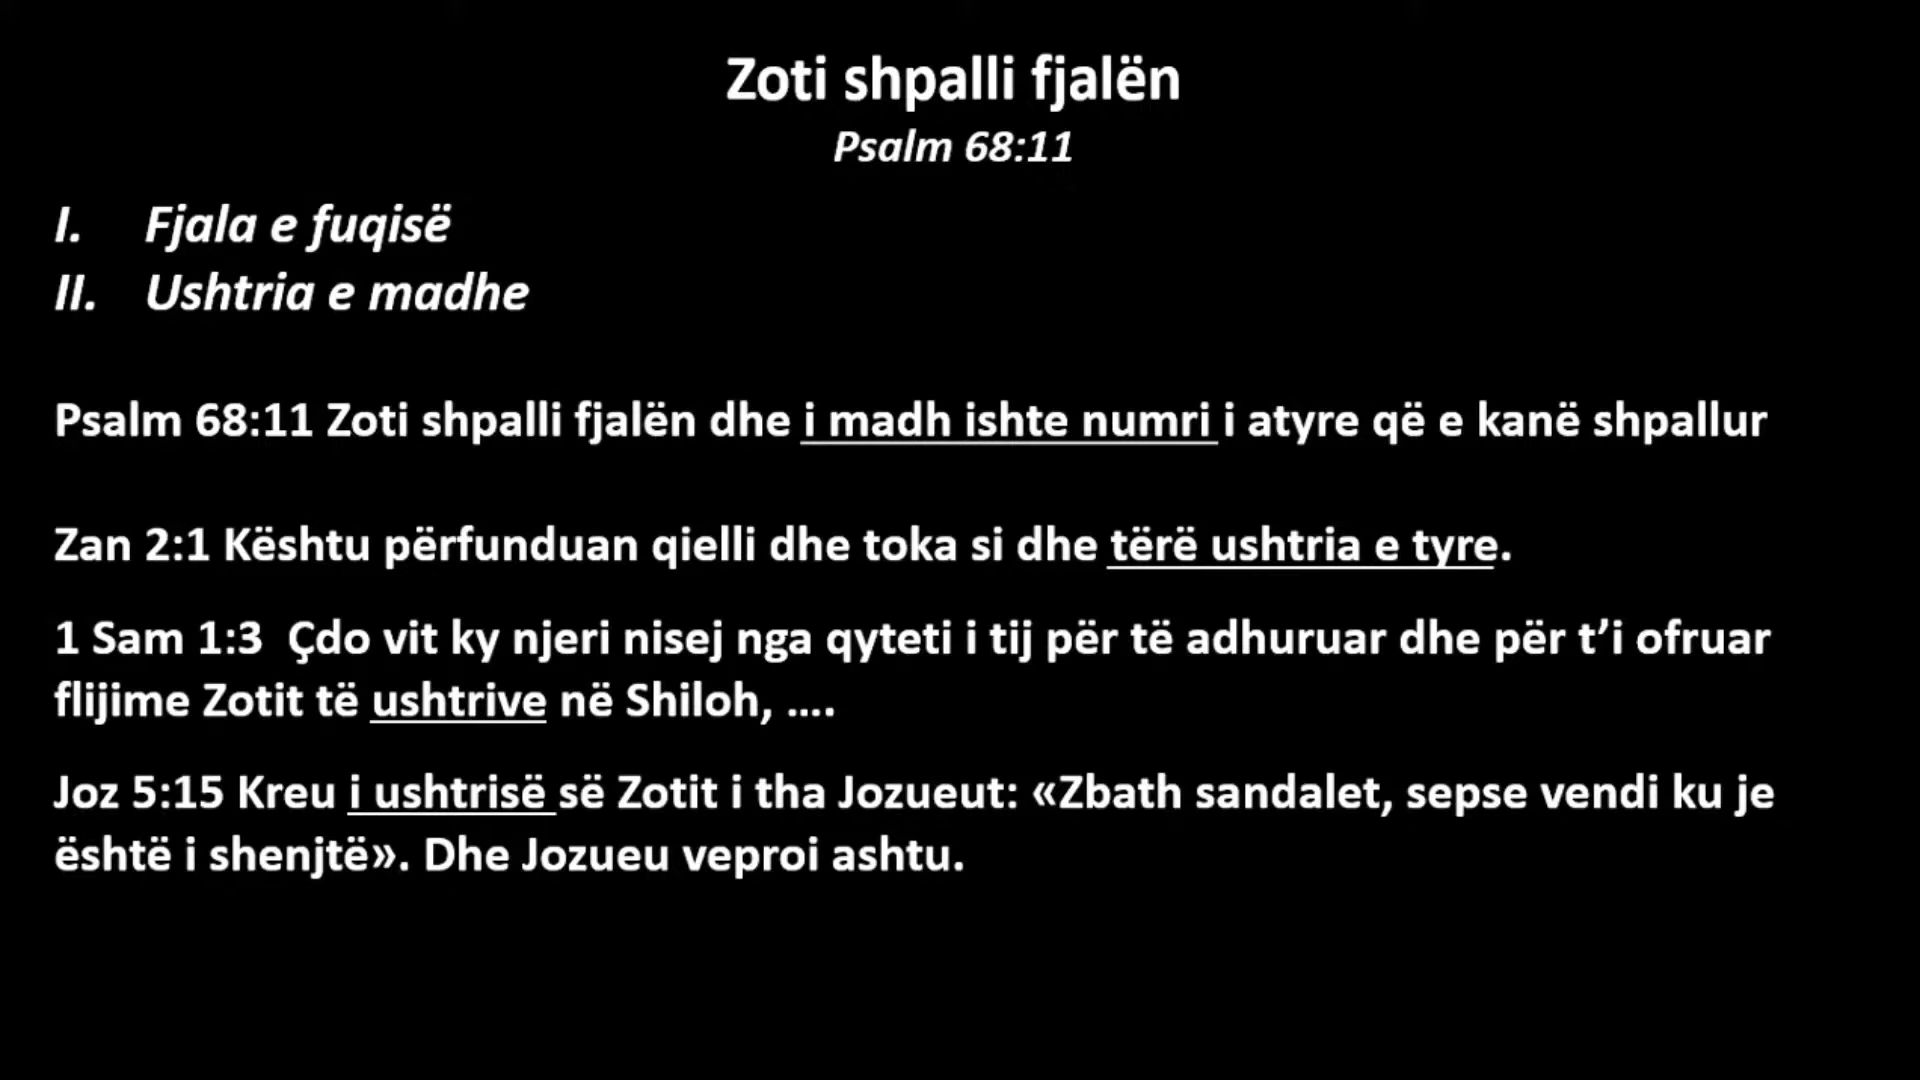 Zoti shpalli fjalën
Psalm 68:11
I. Fjala e fuqisë
II. Ushtria e madhe
Psalm 68:11 Zoti shpalli fjalën dhe i madh ishte numri i atyre që e kanë shpallur
Zan 2:1 Kështu përfunduan qielli dhe toka si dhe tërë ushtria e tyre.
1 Sam 1:3  Çdo vit ky njeri nisej nga qyteti i tij për të adhuruar dhe për t’i ofruar
flijime Zotit të ushtrive në Shiloh, ....
Joz 5:15 Kreu i ushtrisë së Zotit i tha Jozueut: «Zbath sandalet, sepse vendi ku je
është i shenjtë». Dhe Jozueu veproi ashtu.